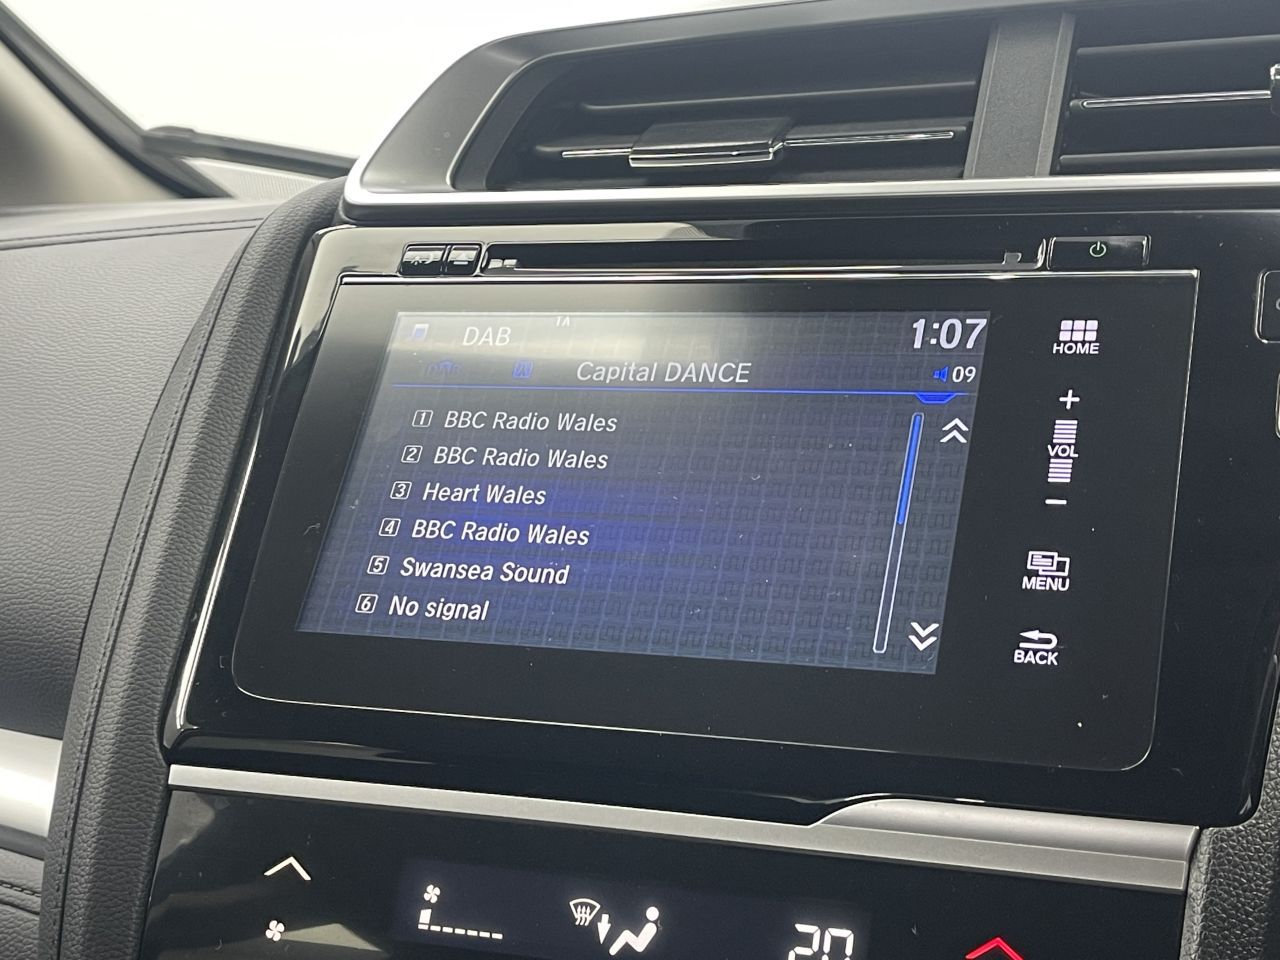 TA
DAB
1:07
Capital DANCE
09
1 BBC Radio Wales
2 BBC Radio Wales
3 Heart Wales
4 BBC Radio Wales
5 Swansea Sound
6 No signal
HOME
+
VOL
−
MENU
BACK
20